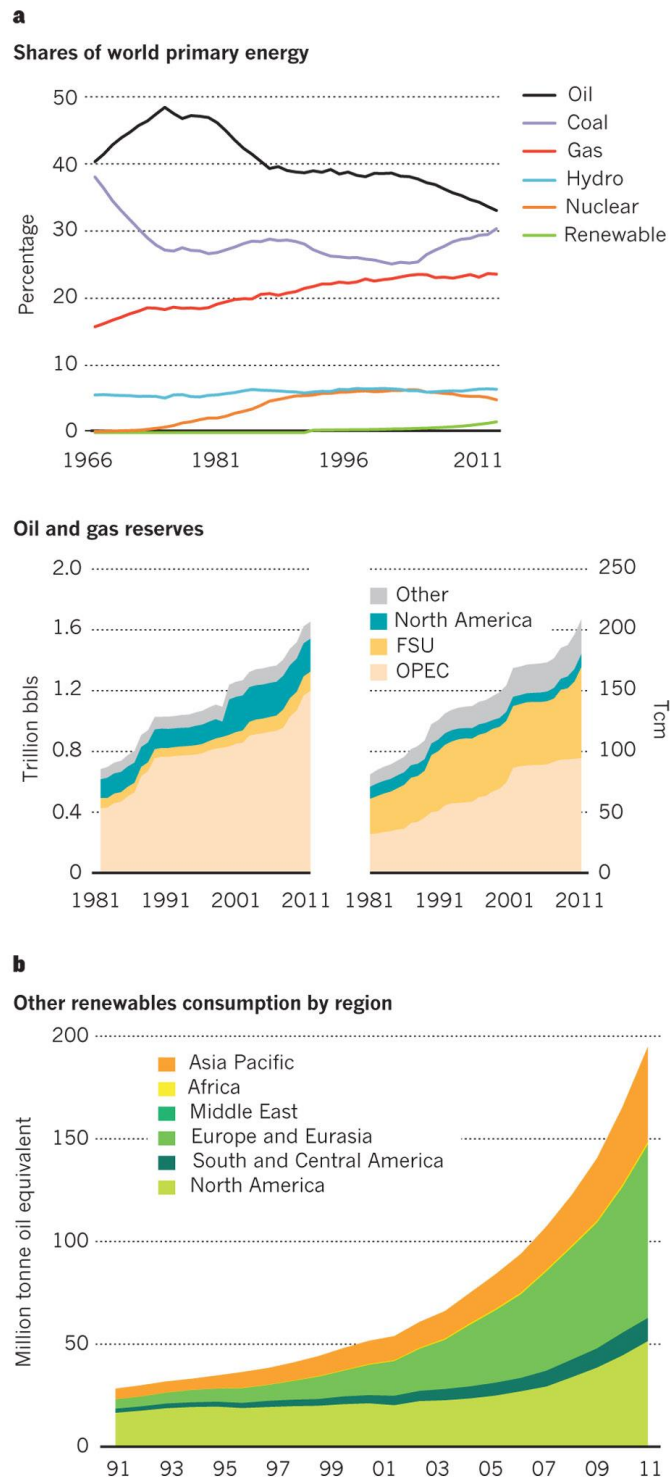 a
Shares of world primary energy
50
40
30
20
10
0
Percentage
1966 1981 1996 2011
Oil
Coal
Gas
Hydro
Nuclear
Renewable
Oil and gas reserves
2.0
1.6
1.2
0.8
0.4
0
Trillion bbls
1981 1991 2001 2011
Other
North America
FSU
OPEC
250
200
150
100
50
0
Tcm
1981 1991 2001 2011
b
Other renewables consumption by region
200
150
100
50
0
Million tonne oil equivalent
Asia Pacific
Africa
Middle East
Europe and Eurasia
South and Central America
North America
91 93 95 97 99 01 03 05 07 09 11